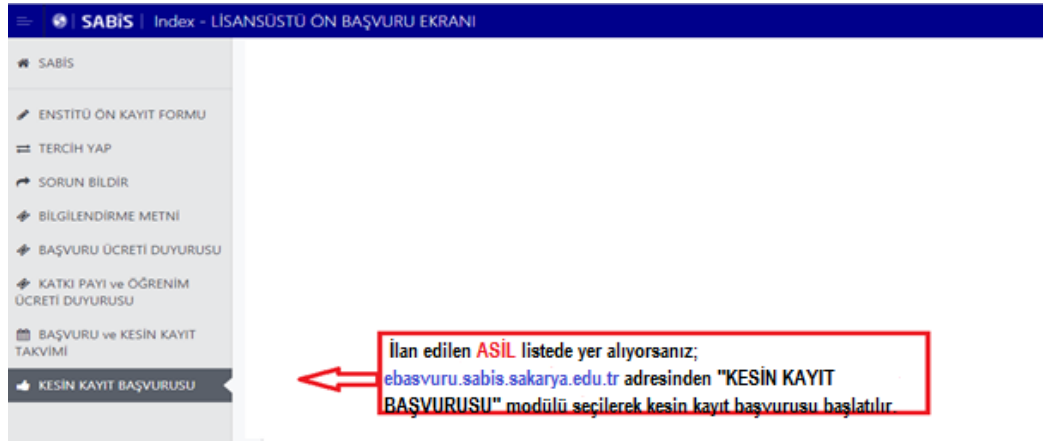 SABİS | Index - LİSANSÜSTÜ ÖN BAŞVURU EKRANI
SABİS
ENSTİTÜ ÖN KAYIT FORMU
TERCİH YAP
SORUN BİLDİR
BİLGİLENDİRME METNİ
BAŞVURU ÜCRETİ DUYURUSU
KATKI PAYI ve ÖĞRENİM
ÜCRETİ DUYURUSU
BAŞVURU ve KESİN KAYIT
TAKVİMİ
KESİN KAYIT BAŞVURUSU
İlan edilen ASİL listede yer alıyorsanız;
ebasvuru.sabis.sakarya.edu.tr adresinden "KESİN KAYIT
BAŞVURUSU" modülü seçilerek kesin kayıt başvurusu başlatılır.